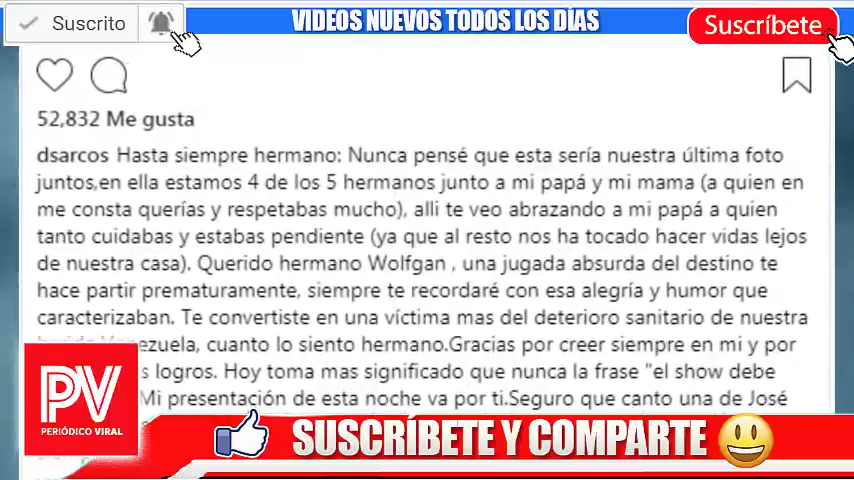 Suscrito
VIDEOS NUEVOS TODOS LOS DÍAS
Suscríbete
52,832 Me gusta
dsarcos Hasta siempre hermano: Nunca pensé que esta sería nuestra última foto
juntos,en ella estamos 4 de los 5 hermanos junto a mi papá y mi mama (a quien en
me consta querías y respetabas mucho), alli te veo abrazando a mi papá a quien
tanto cuidabas y estabas pendiente (ya que al resto nos ha tocado hacer vidas lejos
de nuestra casa). Querido hermano Wolfgan , una jugada absurda del destino te
hace partir prematuramente, siempre te recordaré con esa alegría y humor que
caracterizaban. Te convertiste en una víctima mas del deterioro sanitario de nuestra
Venezuela, cuanto lo siento hermano.Gracias por creer siempre en mi y por
logros. Hoy toma mas significado que nunca la frase "el show debe
Mi presentación de esta noche va por ti.Seguro que canto una de José
PV
PERIÓDICO VIRAL
SUSCRÍBETE Y COMPARTE